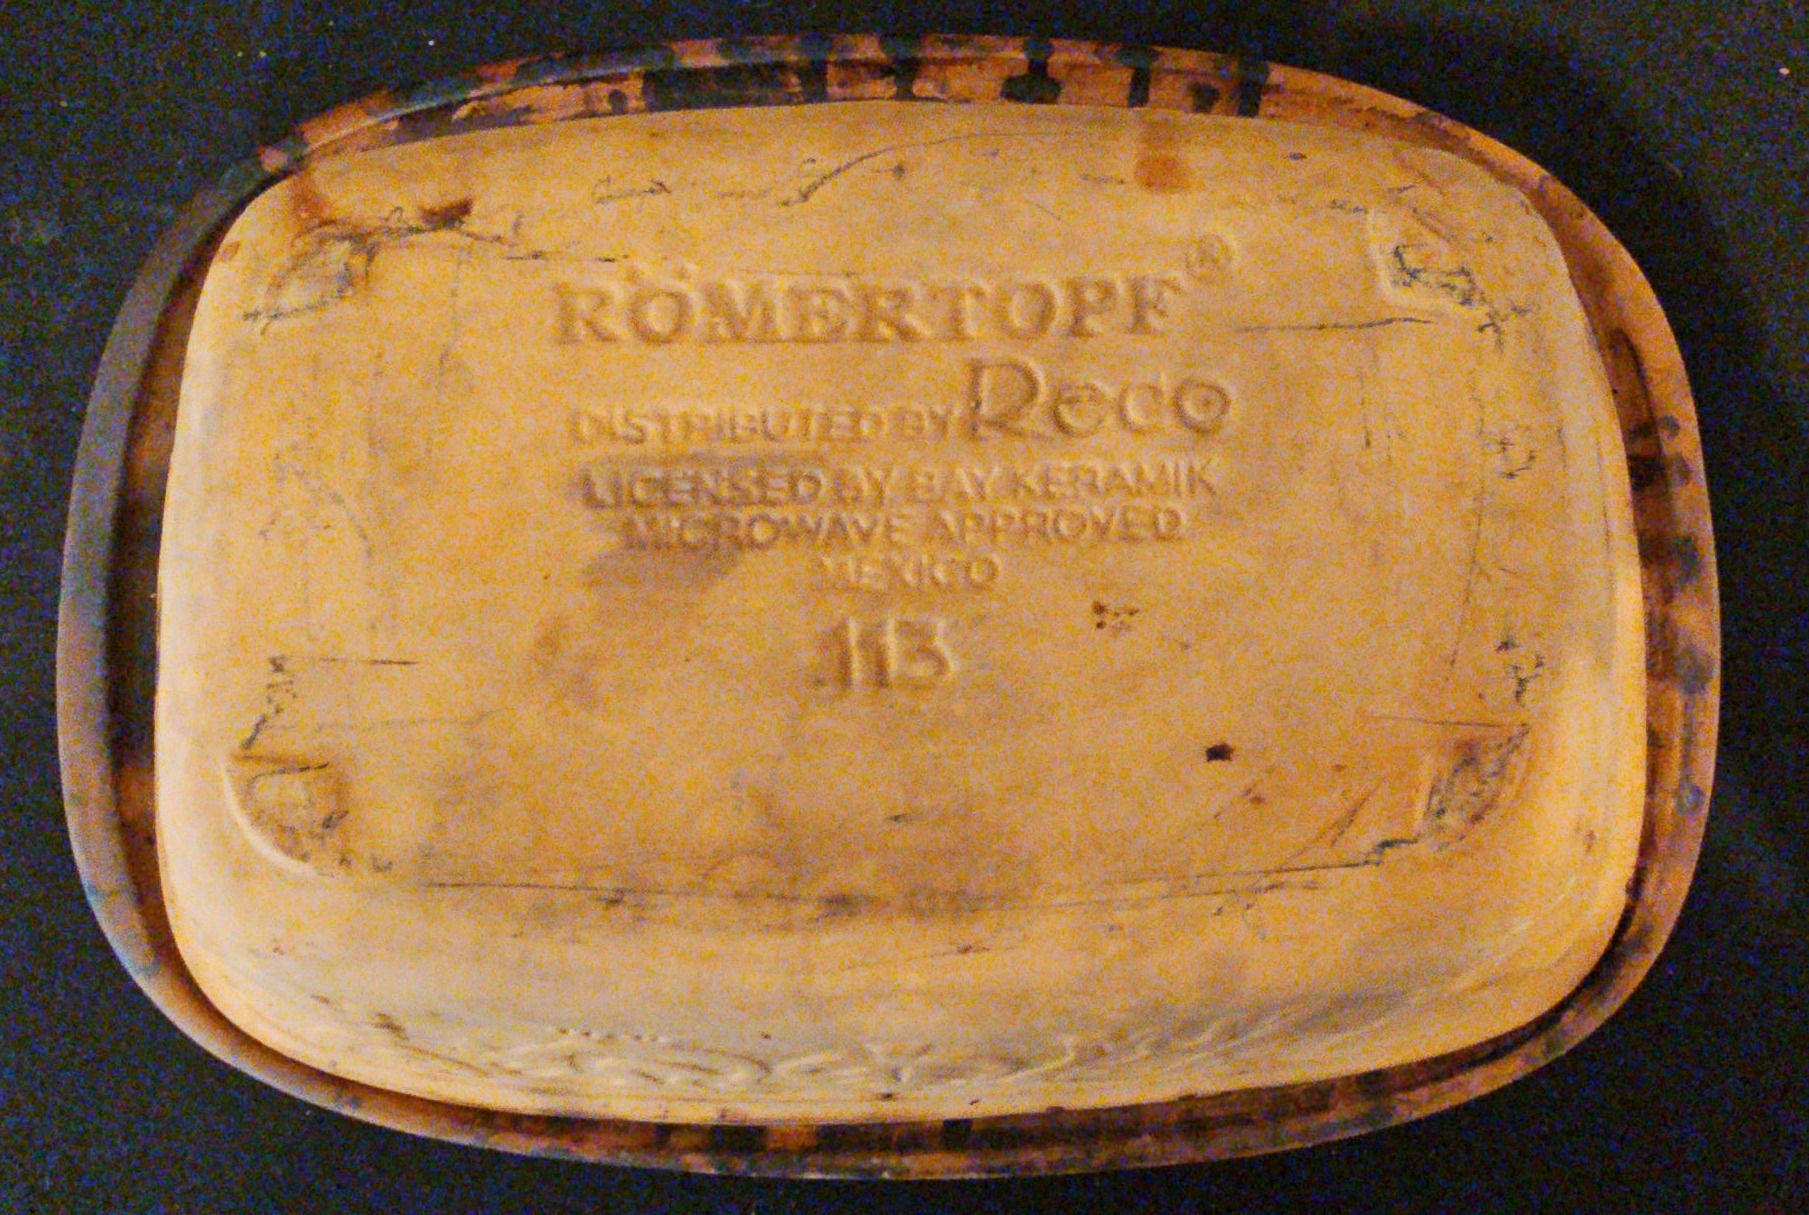 RÖMERTOPF®
DISTRIBUTED BY Reco
LICENSED BY BAY KERAMIK
MICROWAVE APPROVED
MEXICO
113